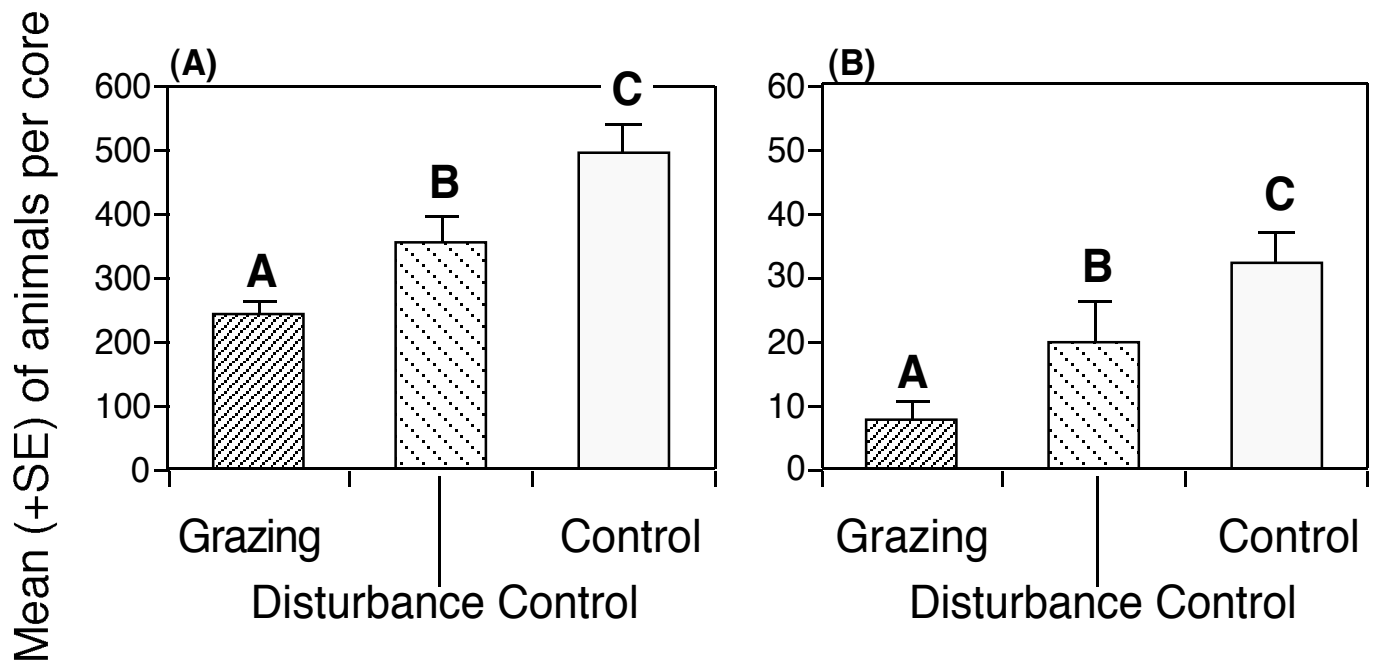 Mean (+SE) of animals per core
(A)
600
500
400
300
200
100
0
A
B
C
Grazing
Control
Disturbance Control
(B)
60
50
40
30
20
10
0
A
B
C
Grazing
Control
Disturbance Control